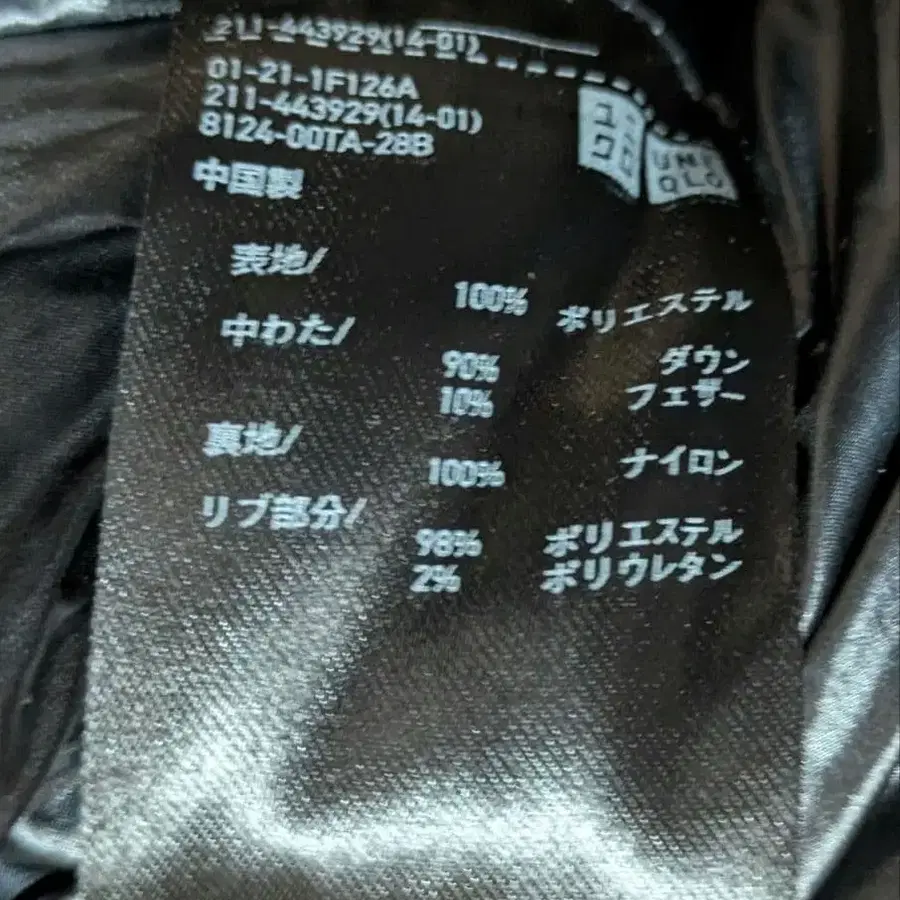 211-443929(14-01)
01-21-1F126A
211-443929(14-01)
8124-00TA-28B
ユニ
クロ
UNI
QLO
中国製
表地/
100% ポリエステル
中わた/
90% ダウン
10% フェザー
裏地/
100% ナイロン
リブ部分/
98% ポリエステル
2% ポリウレタン